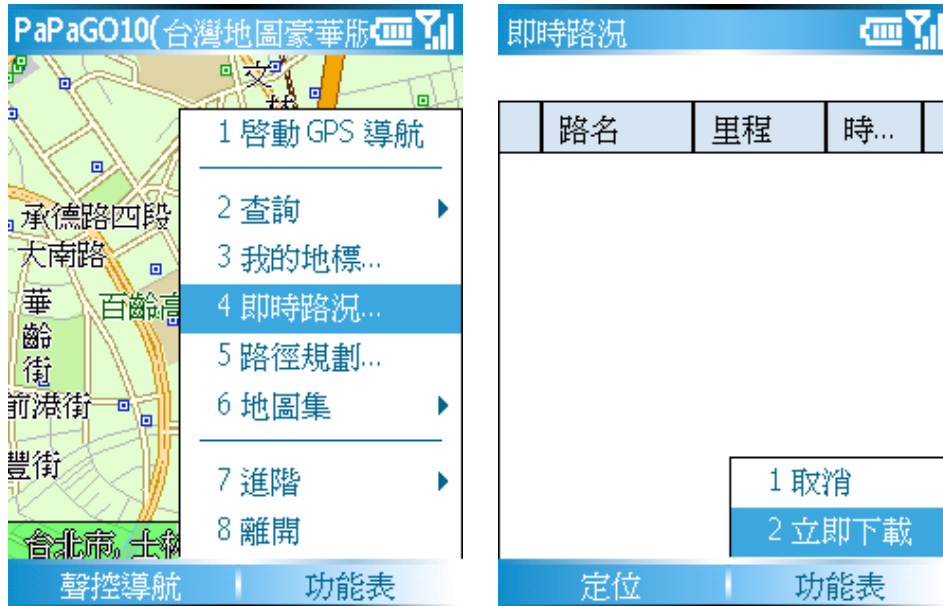 PaPaGO10(台灣地圖豪華版
文
林
1 啟動 GPS 導航
2 查詢
3 我的地標...
4 即時路況...
5 路徑規劃...
6 地圖集
7 進階
8 離開
承德路四段
大南路
華齡街
百齡高
前港街
豐街
台北市, 士林
聲控導航
功能表
即時路況
路名
里程
時...
1 取消
2 立即下載
定位
功能表